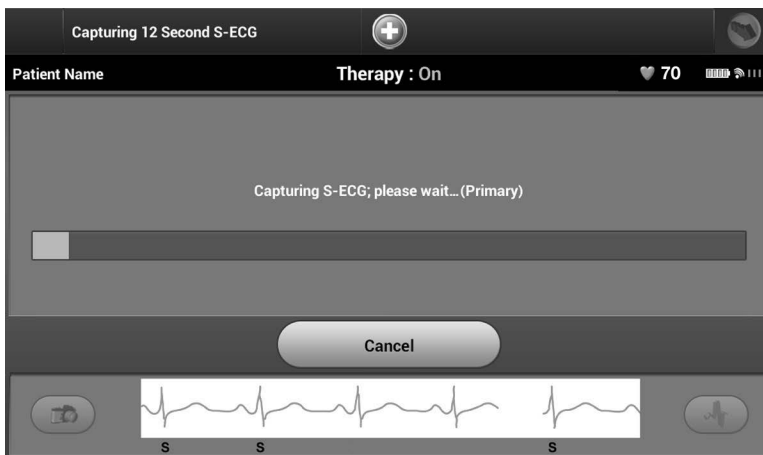 Capturing 12 Second S-ECG
Patient Name Therapy : On 70
Capturing S-ECG; please wait...(Primary)
Cancel
S S S